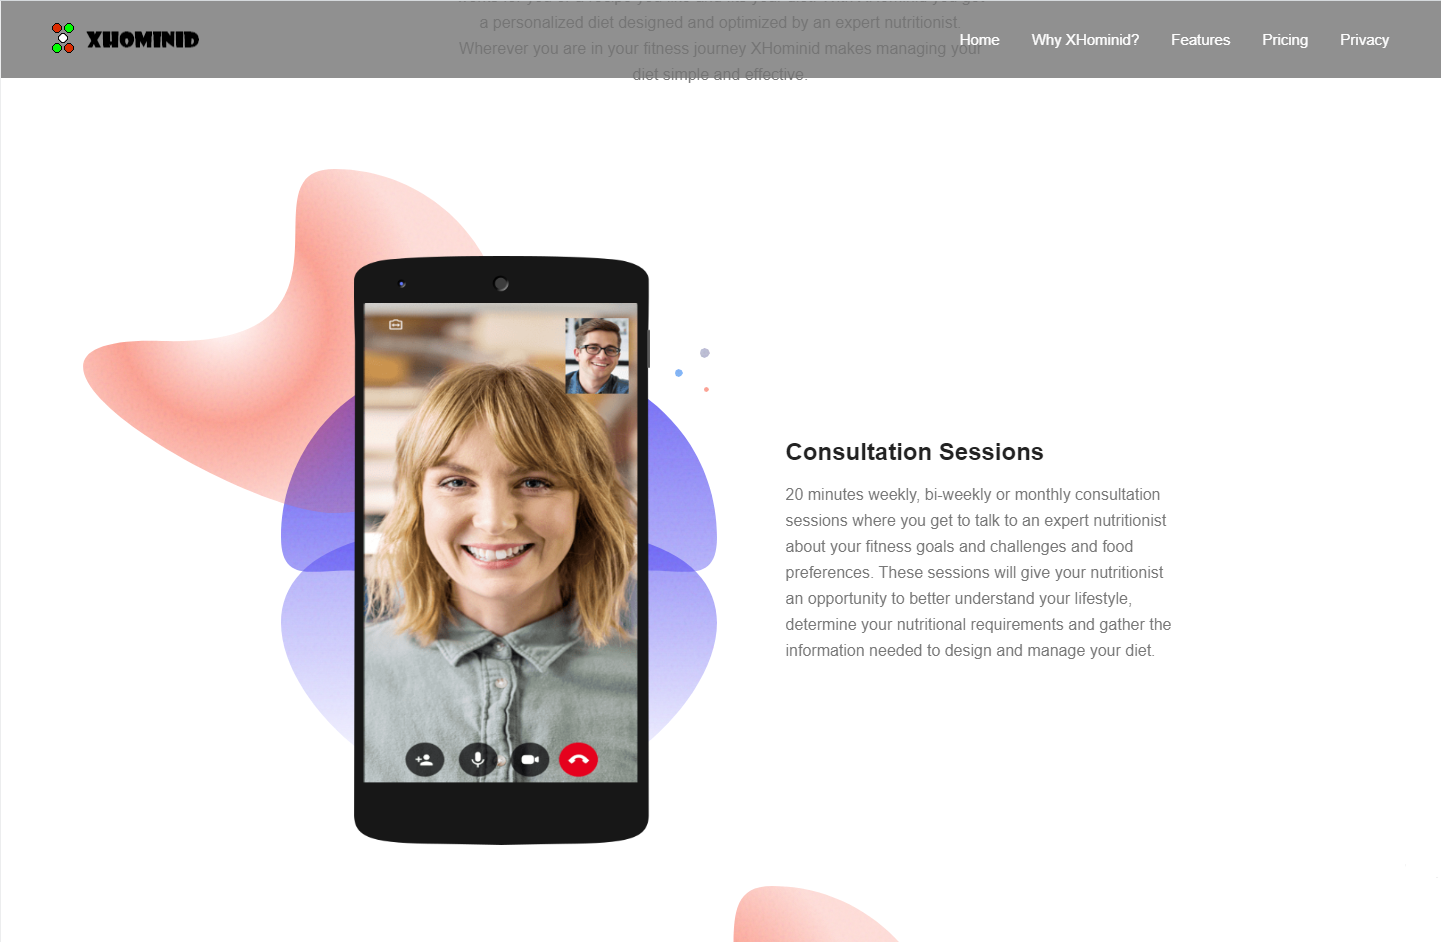 XHOMINID
Home Why XHominid? Features Pricing Privacy
a personalized diet designed and optimized by an expert nutritionist.
Wherever you are in your fitness journey XHominid makes managing your
diet simple and effective.
Consultation Sessions
20 minutes weekly, bi-weekly or monthly consultation
sessions where you get to talk to an expert nutritionist
about your fitness goals and challenges and food
preferences. These sessions will give your nutritionist
an opportunity to better understand your lifestyle,
determine your nutritional requirements and gather the
information needed to design and manage your diet.